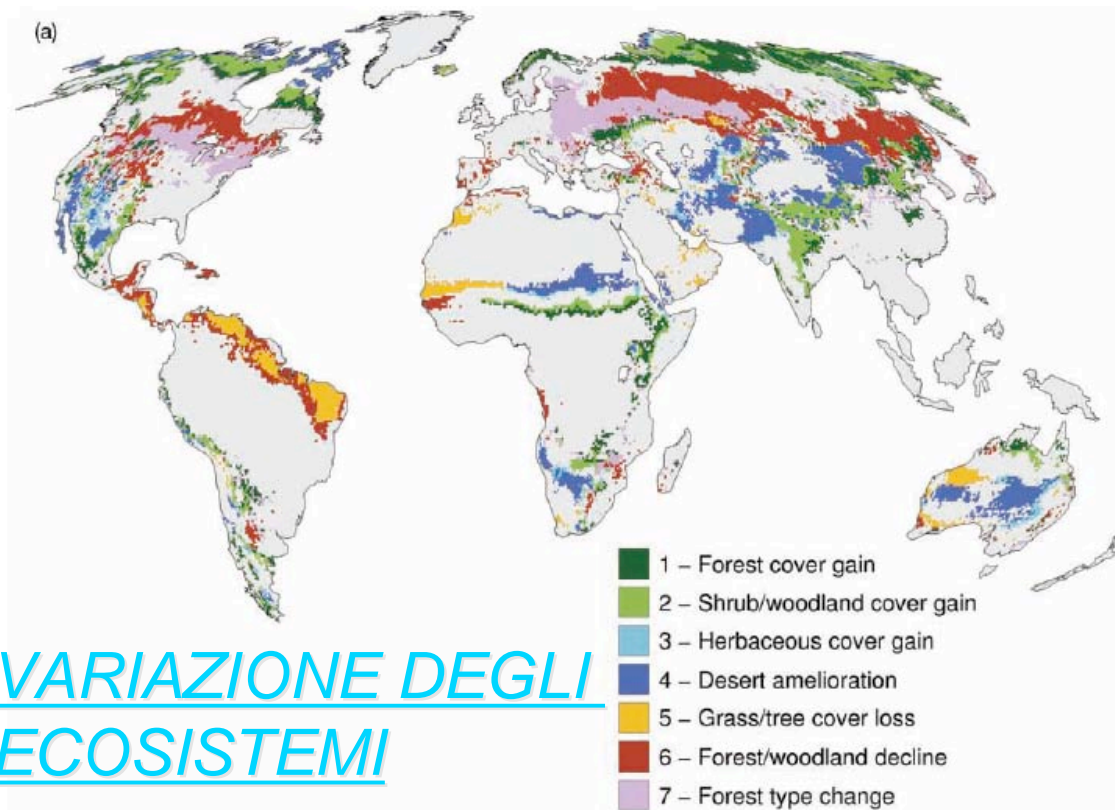 (a)
1 – Forest cover gain
2 – Shrub/woodland cover gain
3 – Herbaceous cover gain
4 – Desert amelioration
5 – Grass/tree cover loss
6 – Forest/woodland decline
7 – Forest type change
VARIAZIONE DEGLI
ECOSISTEMI